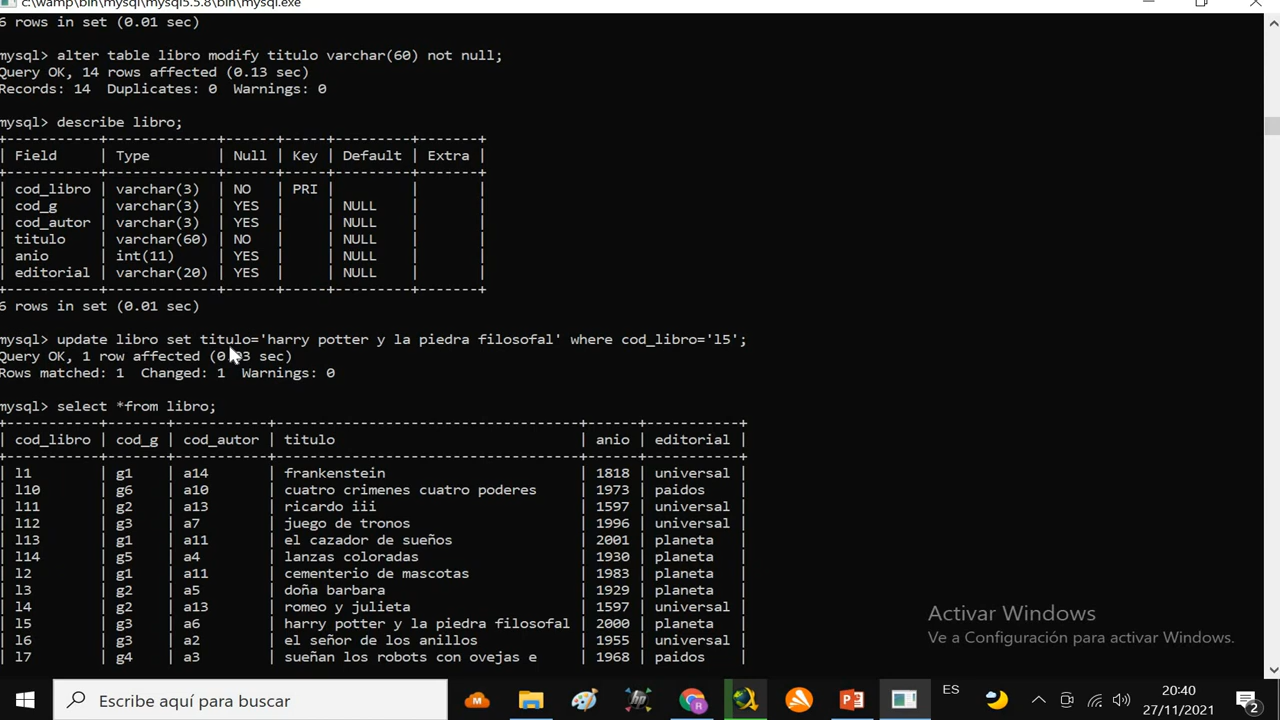 c:\wamp\bin\mysql\mysql5.5.8\bin\mysql.exe
6 rows in set (0.01 sec)
mysql> alter table libro modify titulo varchar(60) not null;
Query OK, 14 rows affected (0.13 sec)
Records: 14  Duplicates: 0  Warnings: 0
mysql> describe libro;
+-----------+-------------+------+-----+---------+-------+
| Field     | Type        | Null | Key | Default | Extra |
+-----------+-------------+------+-----+---------+-------+
| cod_libro | varchar(3)  | NO   | PRI |         |       |
| cod_g     | varchar(3)  | YES  |     | NULL    |       |
| cod_autor | varchar(3)  | YES  |     | NULL    |       |
| titulo    | varchar(60) | NO   |     | NULL    |       |
| anio      | int(11)     | YES  |     | NULL    |       |
| editorial | varchar(20) | YES  |     | NULL    |       |
+-----------+-------------+------+-----+---------+-------+
6 rows in set (0.01 sec)
mysql> update libro set titulo='harry potter y la piedra filosofal' where cod_libro='l5';
Query OK, 1 row affected sec)
Rows matched: 1  Changed: 1  Warnings: 0
mysql> select *from libro;
+-----------+-------+-----------+------------------------------------+------+-----------+
| cod_libro | cod_g | cod_autor | titulo                             | anio | editorial |
+-----------+-------+-----------+------------------------------------+------+-----------+
| l1        | g1    | a14       | frankenstein                       | 1818 | universal |
| l10       | g6    | a10       | cuatro crimenes cuatro poderes     | 1973 | paidos    |
| l11       | g2    | a13       | ricardo iii                        | 1597 | universal |
| l12       | g3    | a7        | juego de tronos                    | 1996 | universal |
| l13       | g1    | a11       | el cazador de sueños               | 2001 | planeta   |
| l14       | g5    | a4        | lanzas coloradas                   | 1930 | planeta   |
| l2        | g1    | a11       | cementerio de mascotas             | 1983 | planeta   |
| l3        | g2    | a5        | doña barbara                       | 1929 | planeta   |
| l4        | g2    | a13       | romeo y julieta                    | 1597 | universal |
| l5        | g3    | a6        | harry potter y la piedra filosofal | 2000 | planeta   |
| l6        | g3    | a2        | el señor de los anillos            | 1955 | universal |
| l7        | g4    | a3        | sueñan los robots con ovejas e     | 1968 | paidos    |
Activar Windows
Ve a Configuración para activar Windows.
Escribe aquí para buscar
hp
R
ES
20:40
27/11/2021
2